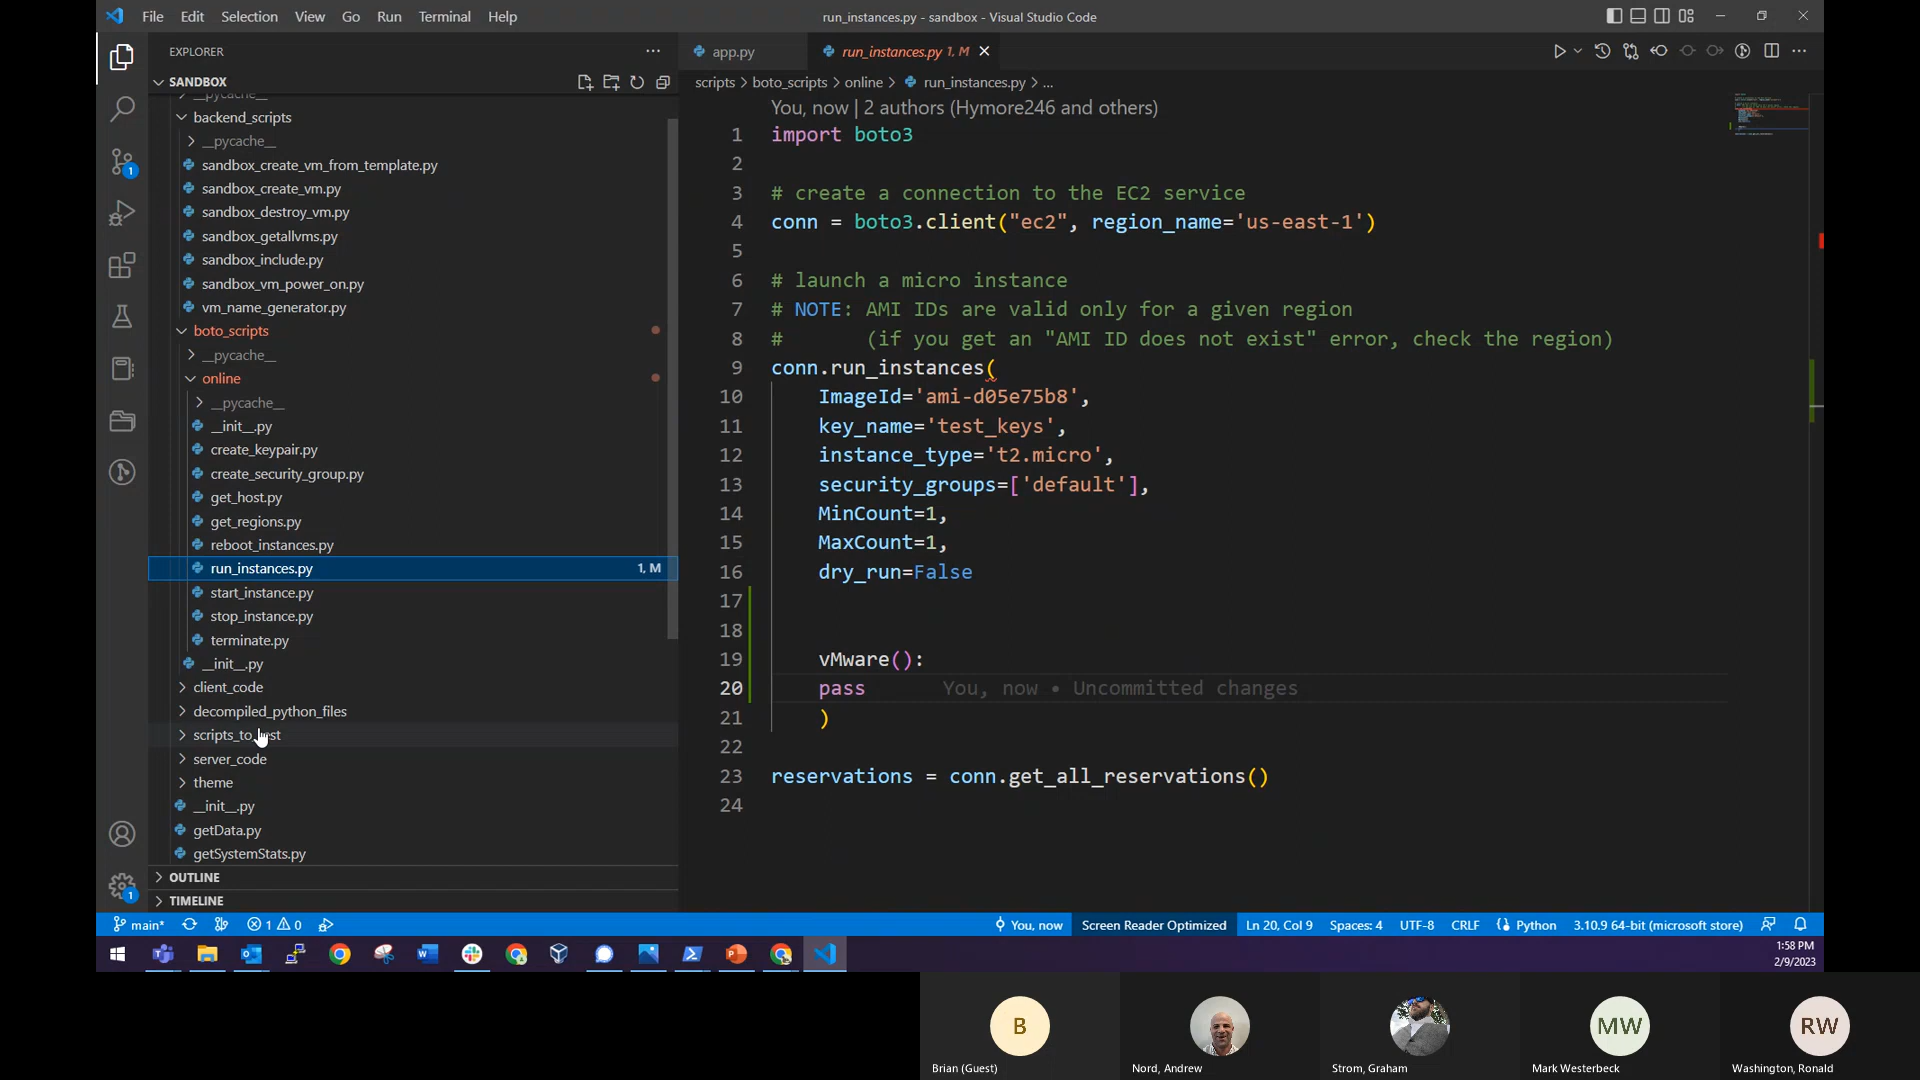 File Edit Selection View Go Run Terminal Help
run_instances.py - sandbox - Visual Studio Code
EXPLORER
app.py
run_instances.py 1, M
SANDBOX
scripts > boto_scripts > online > run_instances.py > ...
__pycache__
backend_scripts
__pycache__
sandbox_create_vm_from_template.py
sandbox_create_vm.py
sandbox_destroy_vm.py
sandbox_getallvms.py
sandbox_include.py
sandbox_vm_power_on.py
vm_name_generator.py
boto_scripts
__pycache__
online
__pycache__
__init__.py
create_keypair.py
create_security_group.py
get_host.py
get_regions.py
reboot_instances.py
run_instances.py 1, M
start_instance.py
stop_instance.py
terminate.py
__init__.py
client_code
decompiled_python_files
server_code
theme
__init__.py
getData.py
getSystemStats.py
OUTLINE
TIMELINE
You, now | 2 authors (Hymore246 and others)
1 import boto3
2
3 # create a connection to the EC2 service
4 conn = boto3.client("ec2", region_name='us-east-1')
5
6 # launch a micro instance
7 # NOTE: AMI IDs are valid only for a given region
8 #       (if you get an "AMI ID does not exist" error, check the region)
9 conn.run_instances(
10     ImageId='ami-d05e75b8',
11     key_name='test_keys',
12     instance_type='t2.micro',
13     security_groups=['default'],
14     MinCount=1,
15     MaxCount=1,
16     dry_run=False
17
18
19     vMware():
20     pass You, now • Uncommitted changes
21     )
22
23 reservations = conn.get_all_reservations()
24
1
1
main* 1 0 You, now Screen Reader Optimized Ln 20, Col 9 Spaces: 4 UTF-8 CRLF Python 3.10.9 64-bit (microsoft store)
1:58 PM
2/9/2023
B
MW
RW
Brian (Guest)
Nord, Andrew
Strom, Graham
Mark Westerbeck
Washington, Ronald